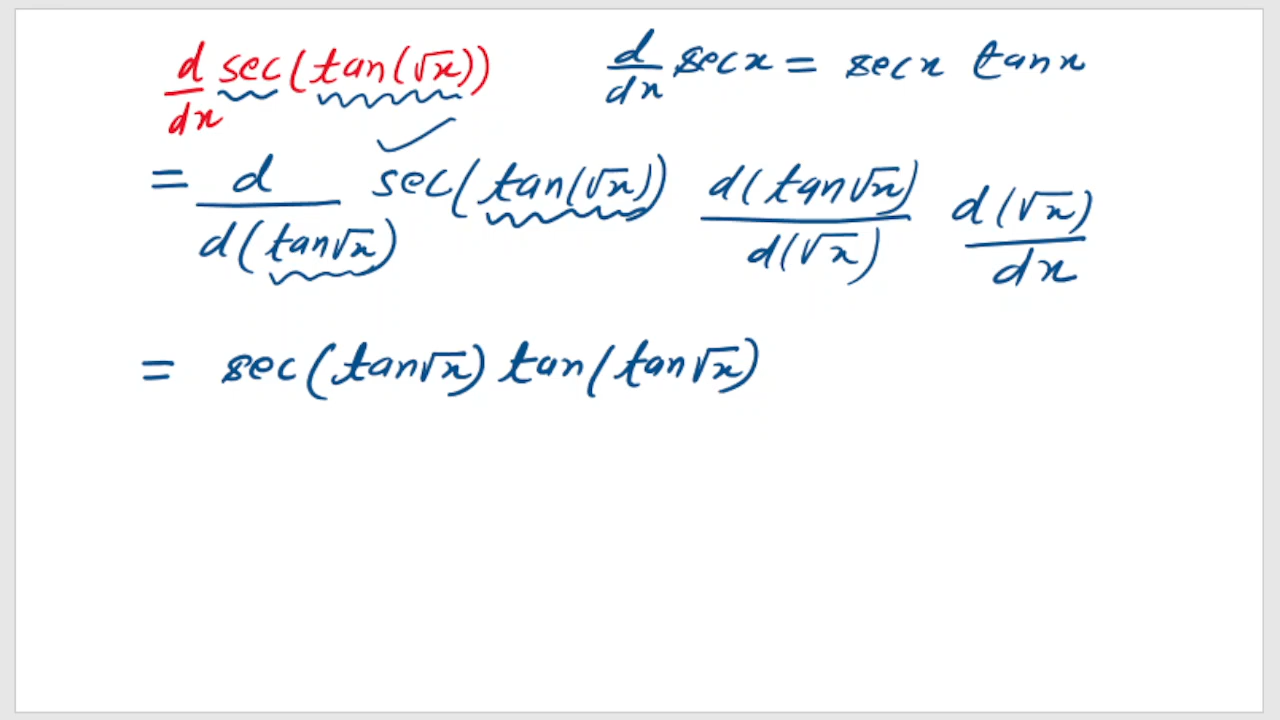 d/dx sec(tan(√x))    d/dx sec x = sec x tan x
= d/d(tan√x) sec(tan(√x)) d(tan√x)/d(√x) d(√x)/dx
= sec(tan√x) tan(tan√x)